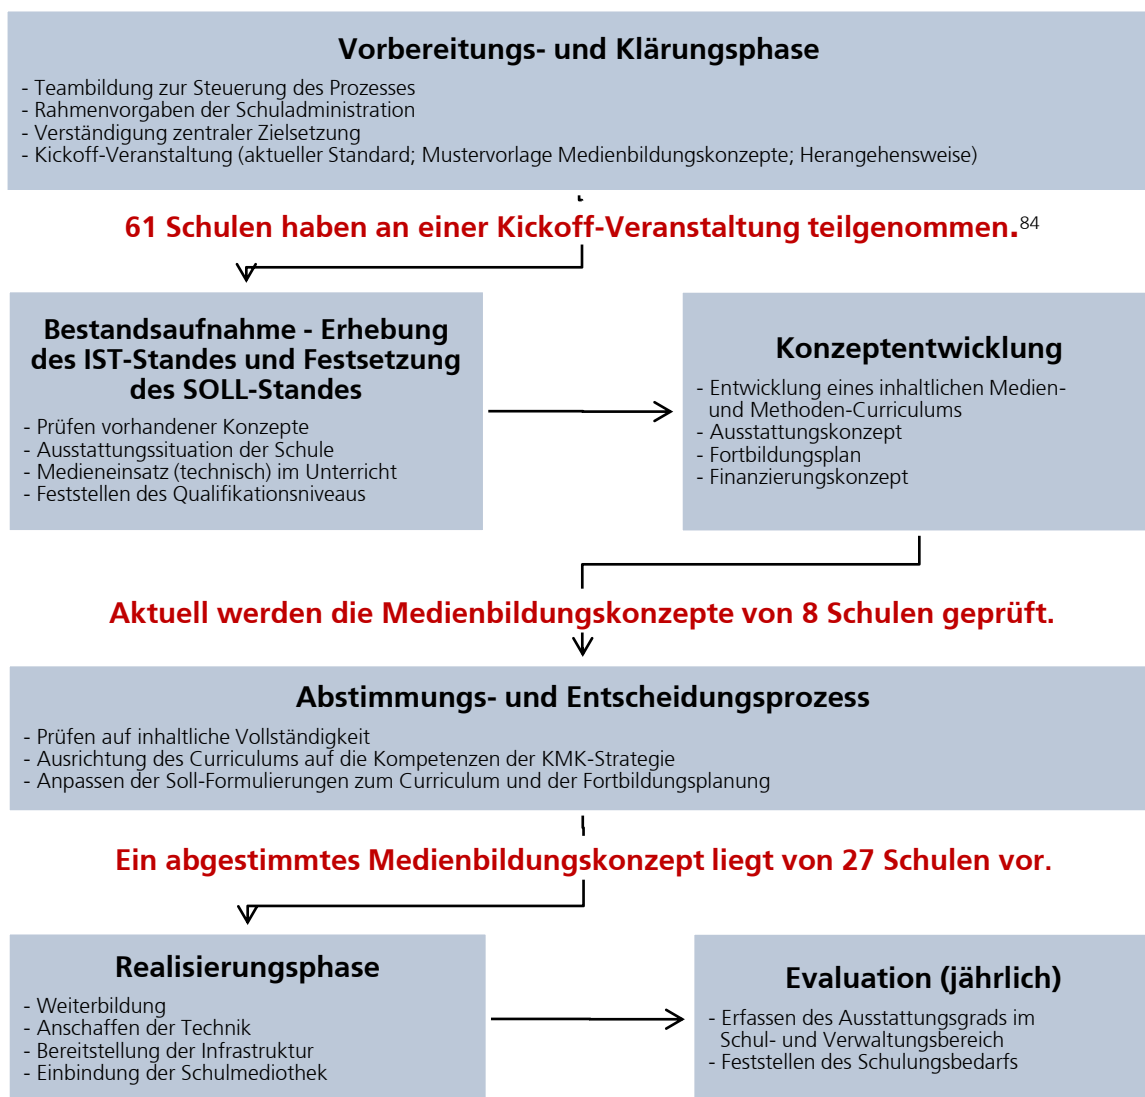 Vorbereitungs- und Klärungsphase
- Teambildung zur Steuerung des Prozesses
- Rahmenvorgaben der Schuladministration
- Verständigung zentraler Zielsetzung
- Kickoff-Veranstaltung (aktueller Standard; Mustervorlage Medienbildungskonzepte; Herangehensweise)
61 Schulen haben an einer Kickoff-Veranstaltung teilgenommen.84
Bestandsaufnahme - Erhebung
des IST-Standes und Festsetzung
des SOLL-Standes
- Prüfen vorhandener Konzepte
- Ausstattungssituation der Schule
- Medieneinsatz (technisch) im Unterricht
- Feststellen des Qualifikationsniveaus
Konzeptentwicklung
- Entwicklung eines inhaltlichen Medien-
und Methoden-Curriculums
- Ausstattungskonzept
- Fortbildungsplan
- Finanzierungskonzept
Aktuell werden die Medienbildungskonzepte von 8 Schulen geprüft.
Abstimmungs- und Entscheidungsprozess
- Prüfen auf inhaltliche Vollständigkeit
- Ausrichtung des Curriculums auf die Kompetenzen der KMK-Strategie
- Anpassen der Soll-Formulierungen zum Curriculum und der Fortbildungsplanung
Ein abgestimmtes Medienbildungskonzept liegt von 27 Schulen vor.
Realisierungsphase
- Weiterbildung
- Anschaffen der Technik
- Bereitstellung der Infrastruktur
- Einbindung der Schulmediothek
Evaluation (jährlich)
- Erfassen des Ausstattungsgrads im
Schul- und Verwaltungsbereich
- Feststellen des Schulungsbedarfs